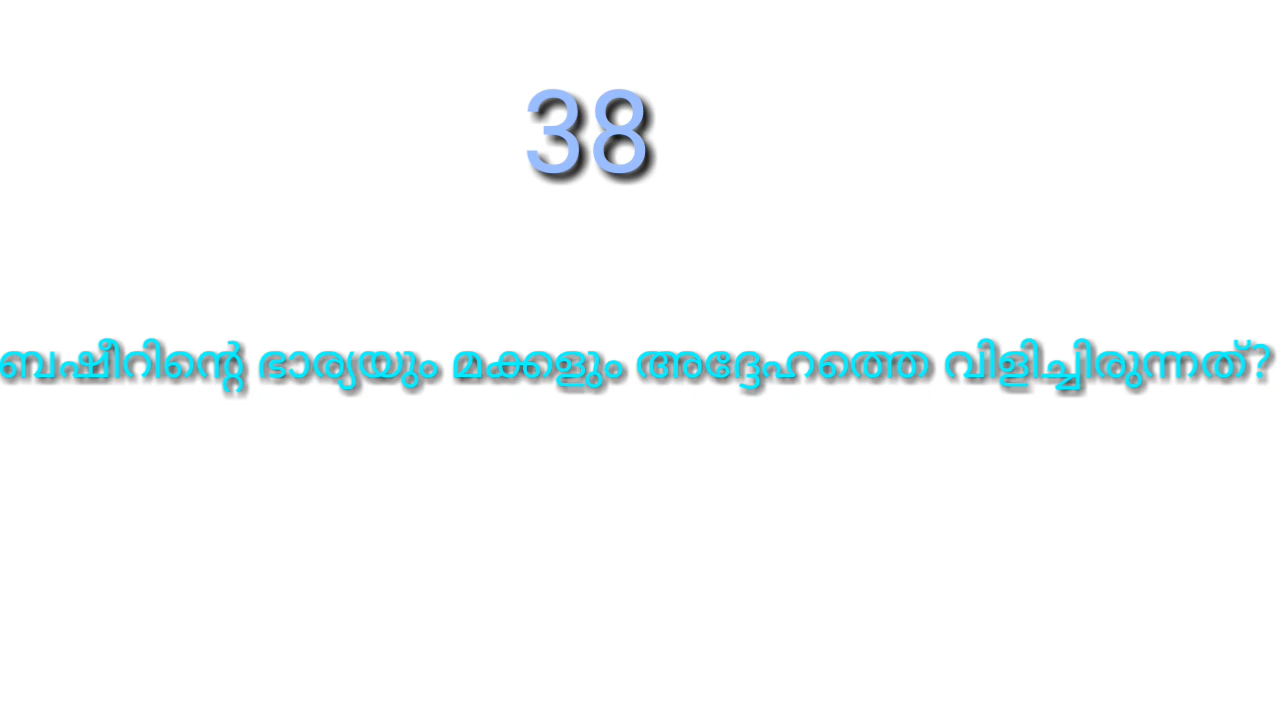 38
ബഷീറിന്റെ ഭാര്യയും മക്കളും അദ്ദേഹത്തെ വിളിച്ചിരുന്നത്?